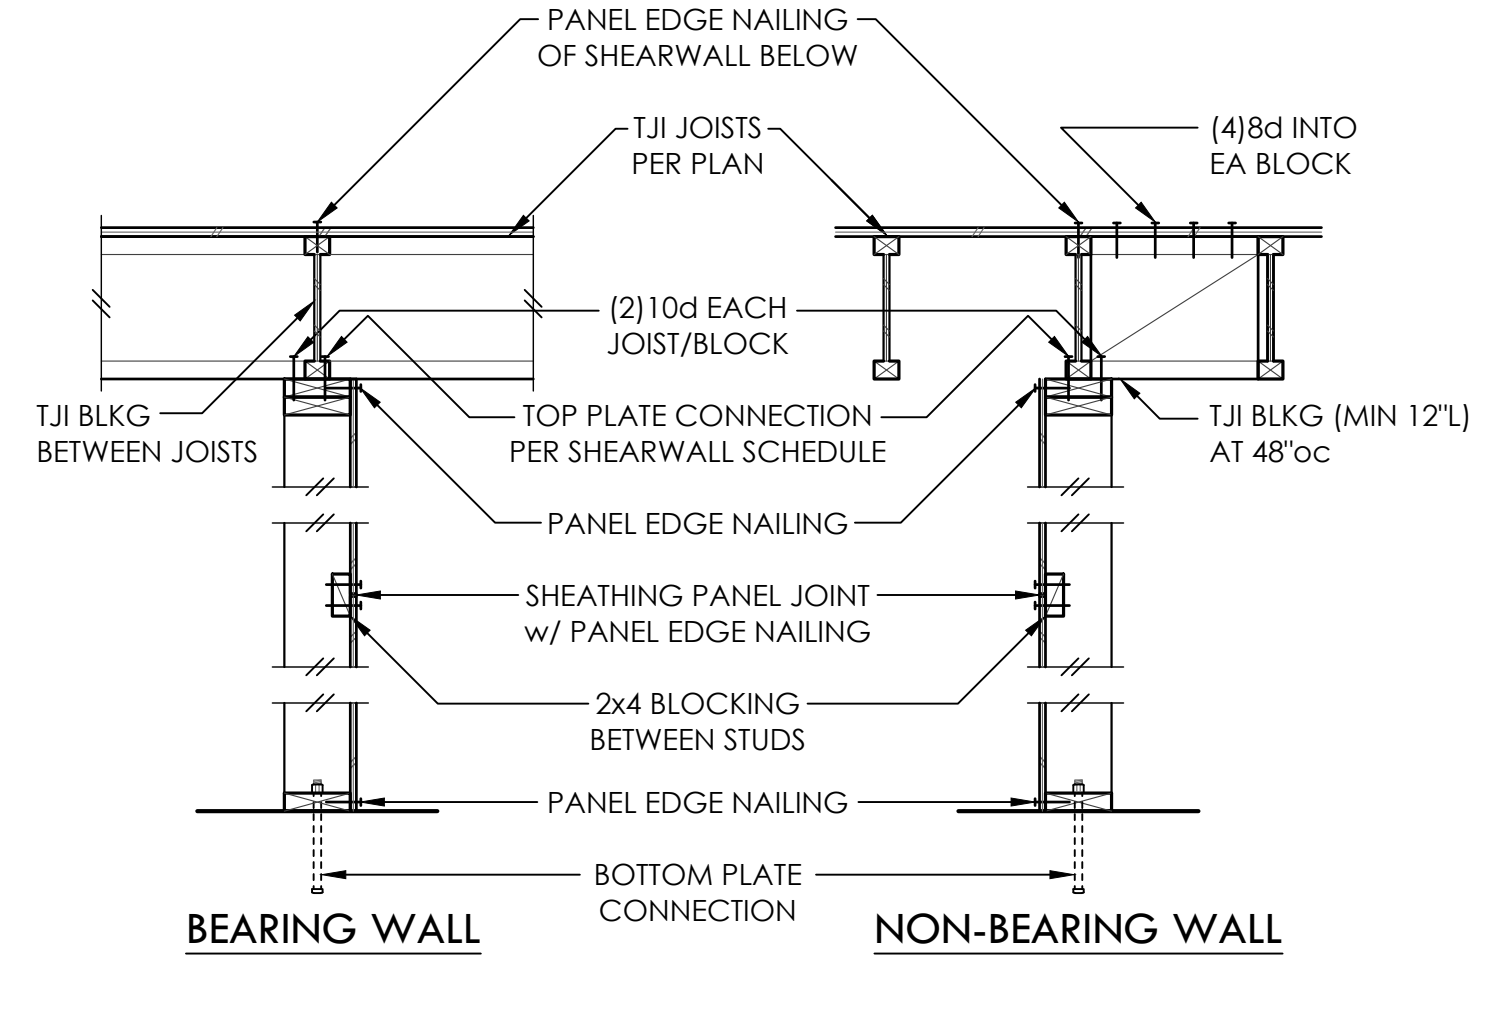 PANEL EDGE NAILING
OF SHEARWALL BELOW
TJI JOISTS
PER PLAN
(4)8d INTO
EA BLOCK
(2)10d EACH
JOIST/BLOCK
TJI BLKG
BETWEEN JOISTS
TOP PLATE CONNECTION
PER SHEARWALL SCHEDULE
TJI BLKG (MIN 12"L)
AT 48"oc
PANEL EDGE NAILING
SHEATHING PANEL JOINT
w/ PANEL EDGE NAILING
2x4 BLOCKING
BETWEEN STUDS
PANEL EDGE NAILING
BOTTOM PLATE
CONNECTION
BEARING WALL
NON-BEARING WALL